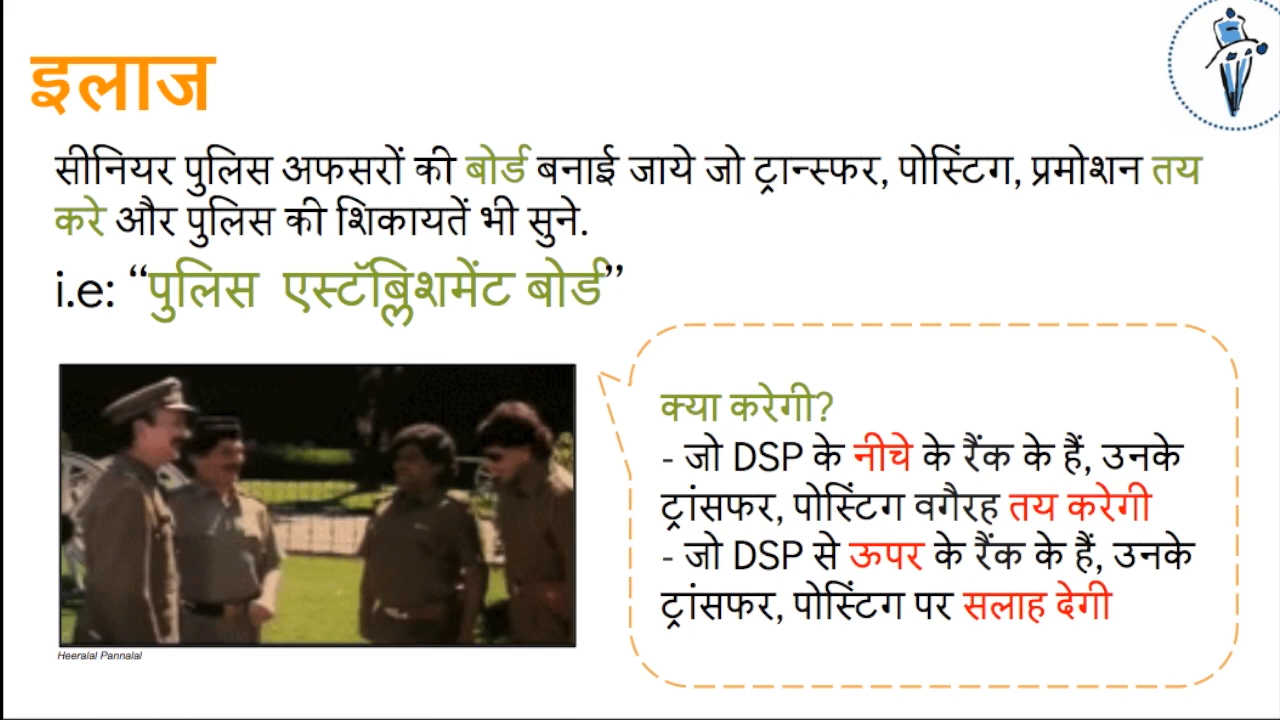 इलाज
सीनियर पुलिस अफसरों की बोर्ड बनाई जाये जो ट्रान्स्फर, पोस्टिंग, प्रमोशन तय
करे और पुलिस की शिकायतें भी सुने.
i.e: “पुलिस एस्टॅब्लिशमेंट बोर्ड”
क्या करेगी?
- जो DSP के नीचे के रैंक के हैं, उनके
ट्रांसफर, पोस्टिंग वगैरह तय करेगी
- जो DSP से ऊपर के रैंक के हैं, उनके
ट्रांसफर, पोस्टिंग पर सलाह देगी
Heeralal Pannalal